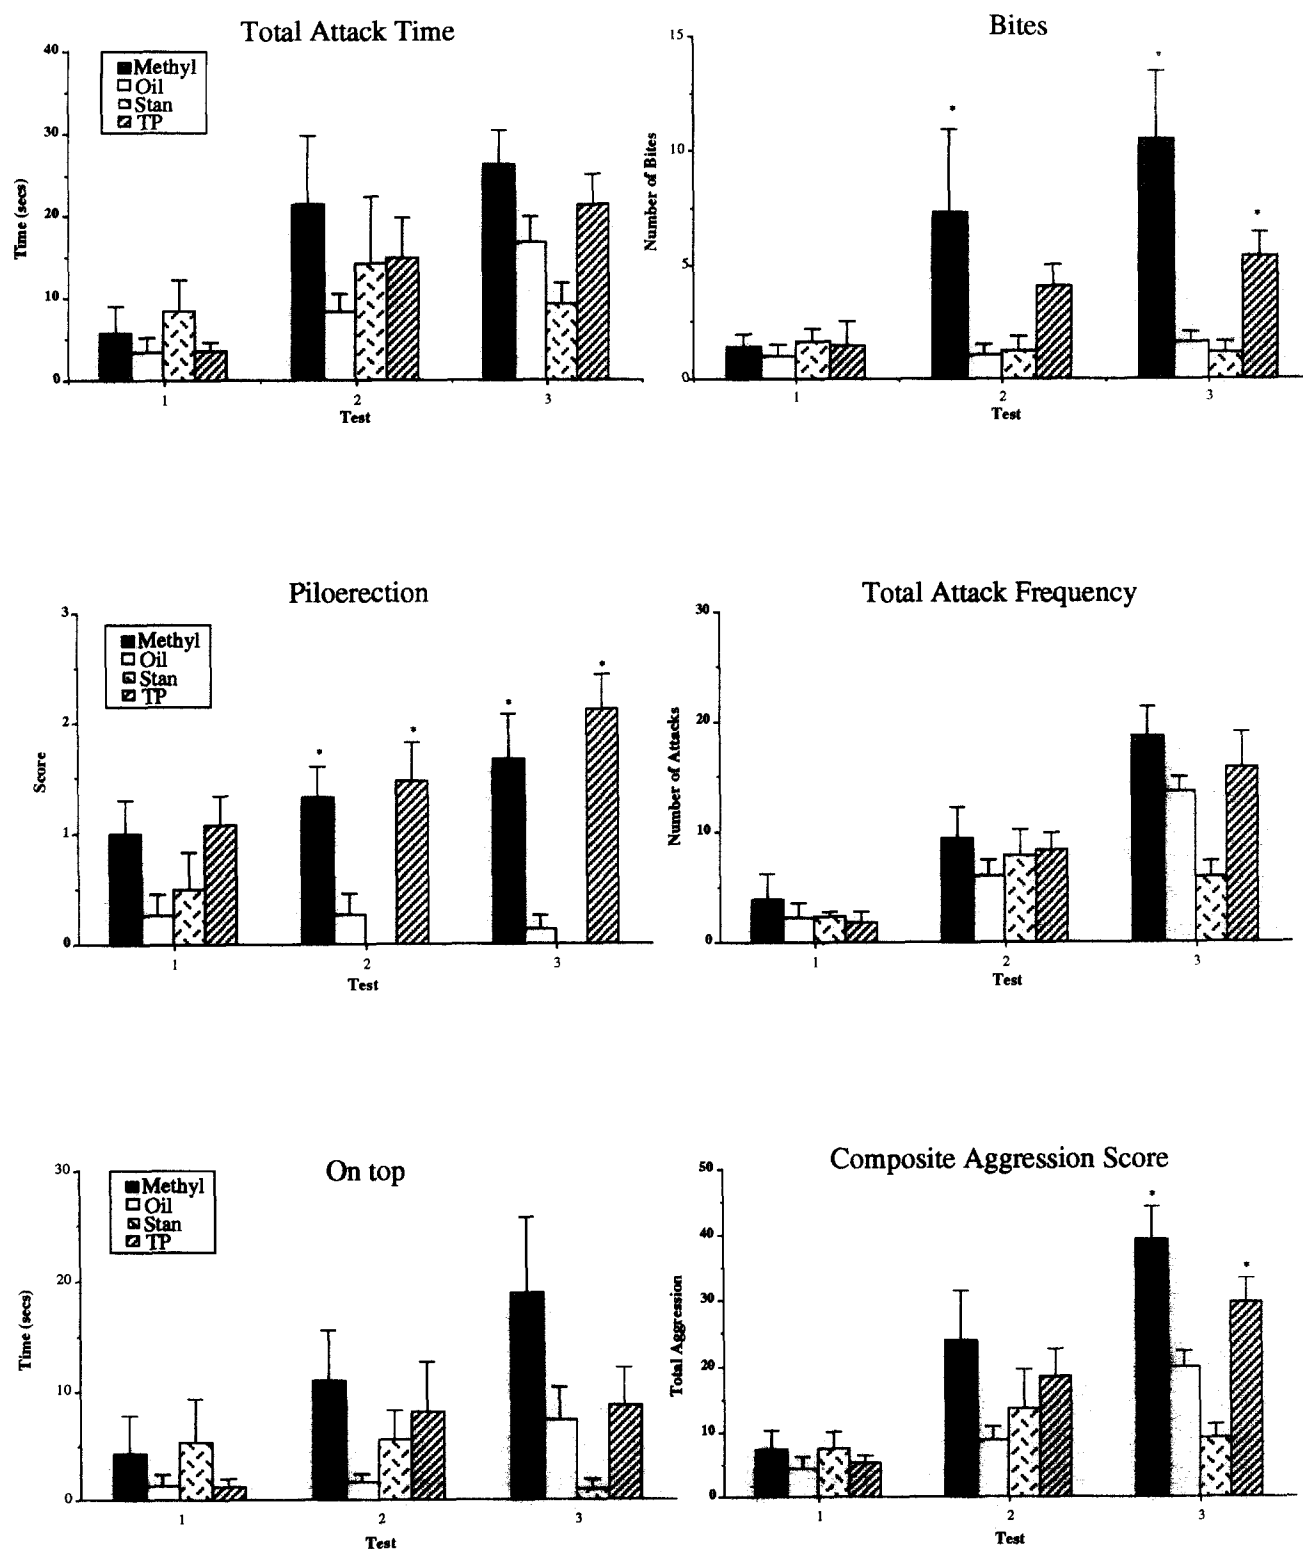 Total Attack Time
40
30
20
10
0
Time (secs)
Methyl
Oil
Stan
TP
1
2
3
Test
Bites
15
10
5
0
Number of Bites
*
*
*
1
2
3
Test
Piloerection
3
2
1
0
Score
Methyl
Oil
Stan
TP
*
*
*
*
1
2
3
Test
Total Attack Frequency
30
20
10
0
Number of Attacks
1
2
3
Test
On top
30
20
10
0
Time (secs)
Methyl
Oil
Stan
TP
1
2
3
Test
Composite Aggression Score
50
40
30
20
10
0
Total Aggression
*
*
1
2
3
Test